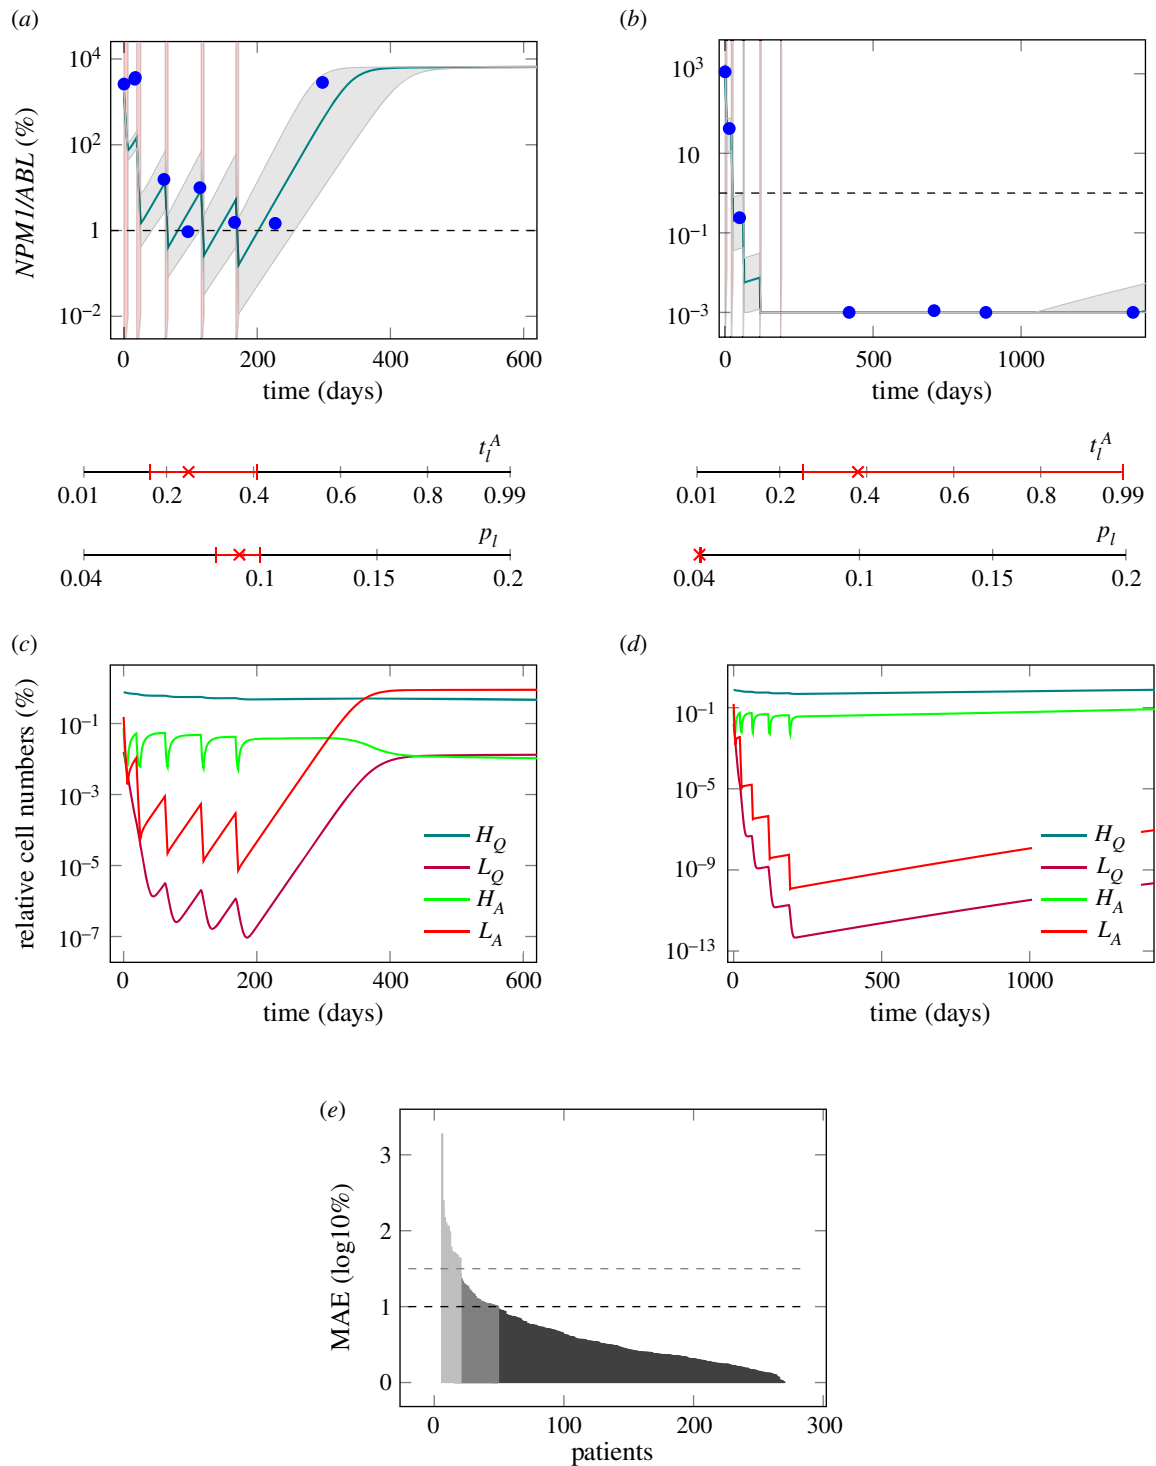 (a)
NPM1/ABL (%)
10⁴
10²
1
10⁻²
0 200 400 600
time (days)
(b)
10³
10
10⁻¹
10⁻³
0 500 1000
time (days)
t_l^A
0.01 0.2 0.4 0.6 0.8 0.99
p_l
0.04 0.1 0.15 0.2
t_l^A
0.01 0.2 0.4 0.6 0.8 0.99
p_l
0.04 0.1 0.15 0.2
(c)
relative cell numbers (%)
10⁻¹
10⁻³
10⁻⁵
10⁻⁷
H_Q
L_Q
H_A
L_A
0 200 400 600
time (days)
(d)
10⁻¹
10⁻⁵
10⁻⁹
10⁻¹³
H_Q
L_Q
H_A
L_A
0 500 1000
time (days)
(e)
MAE (log10%)
3
2
1
0
0 100 200 300
patients